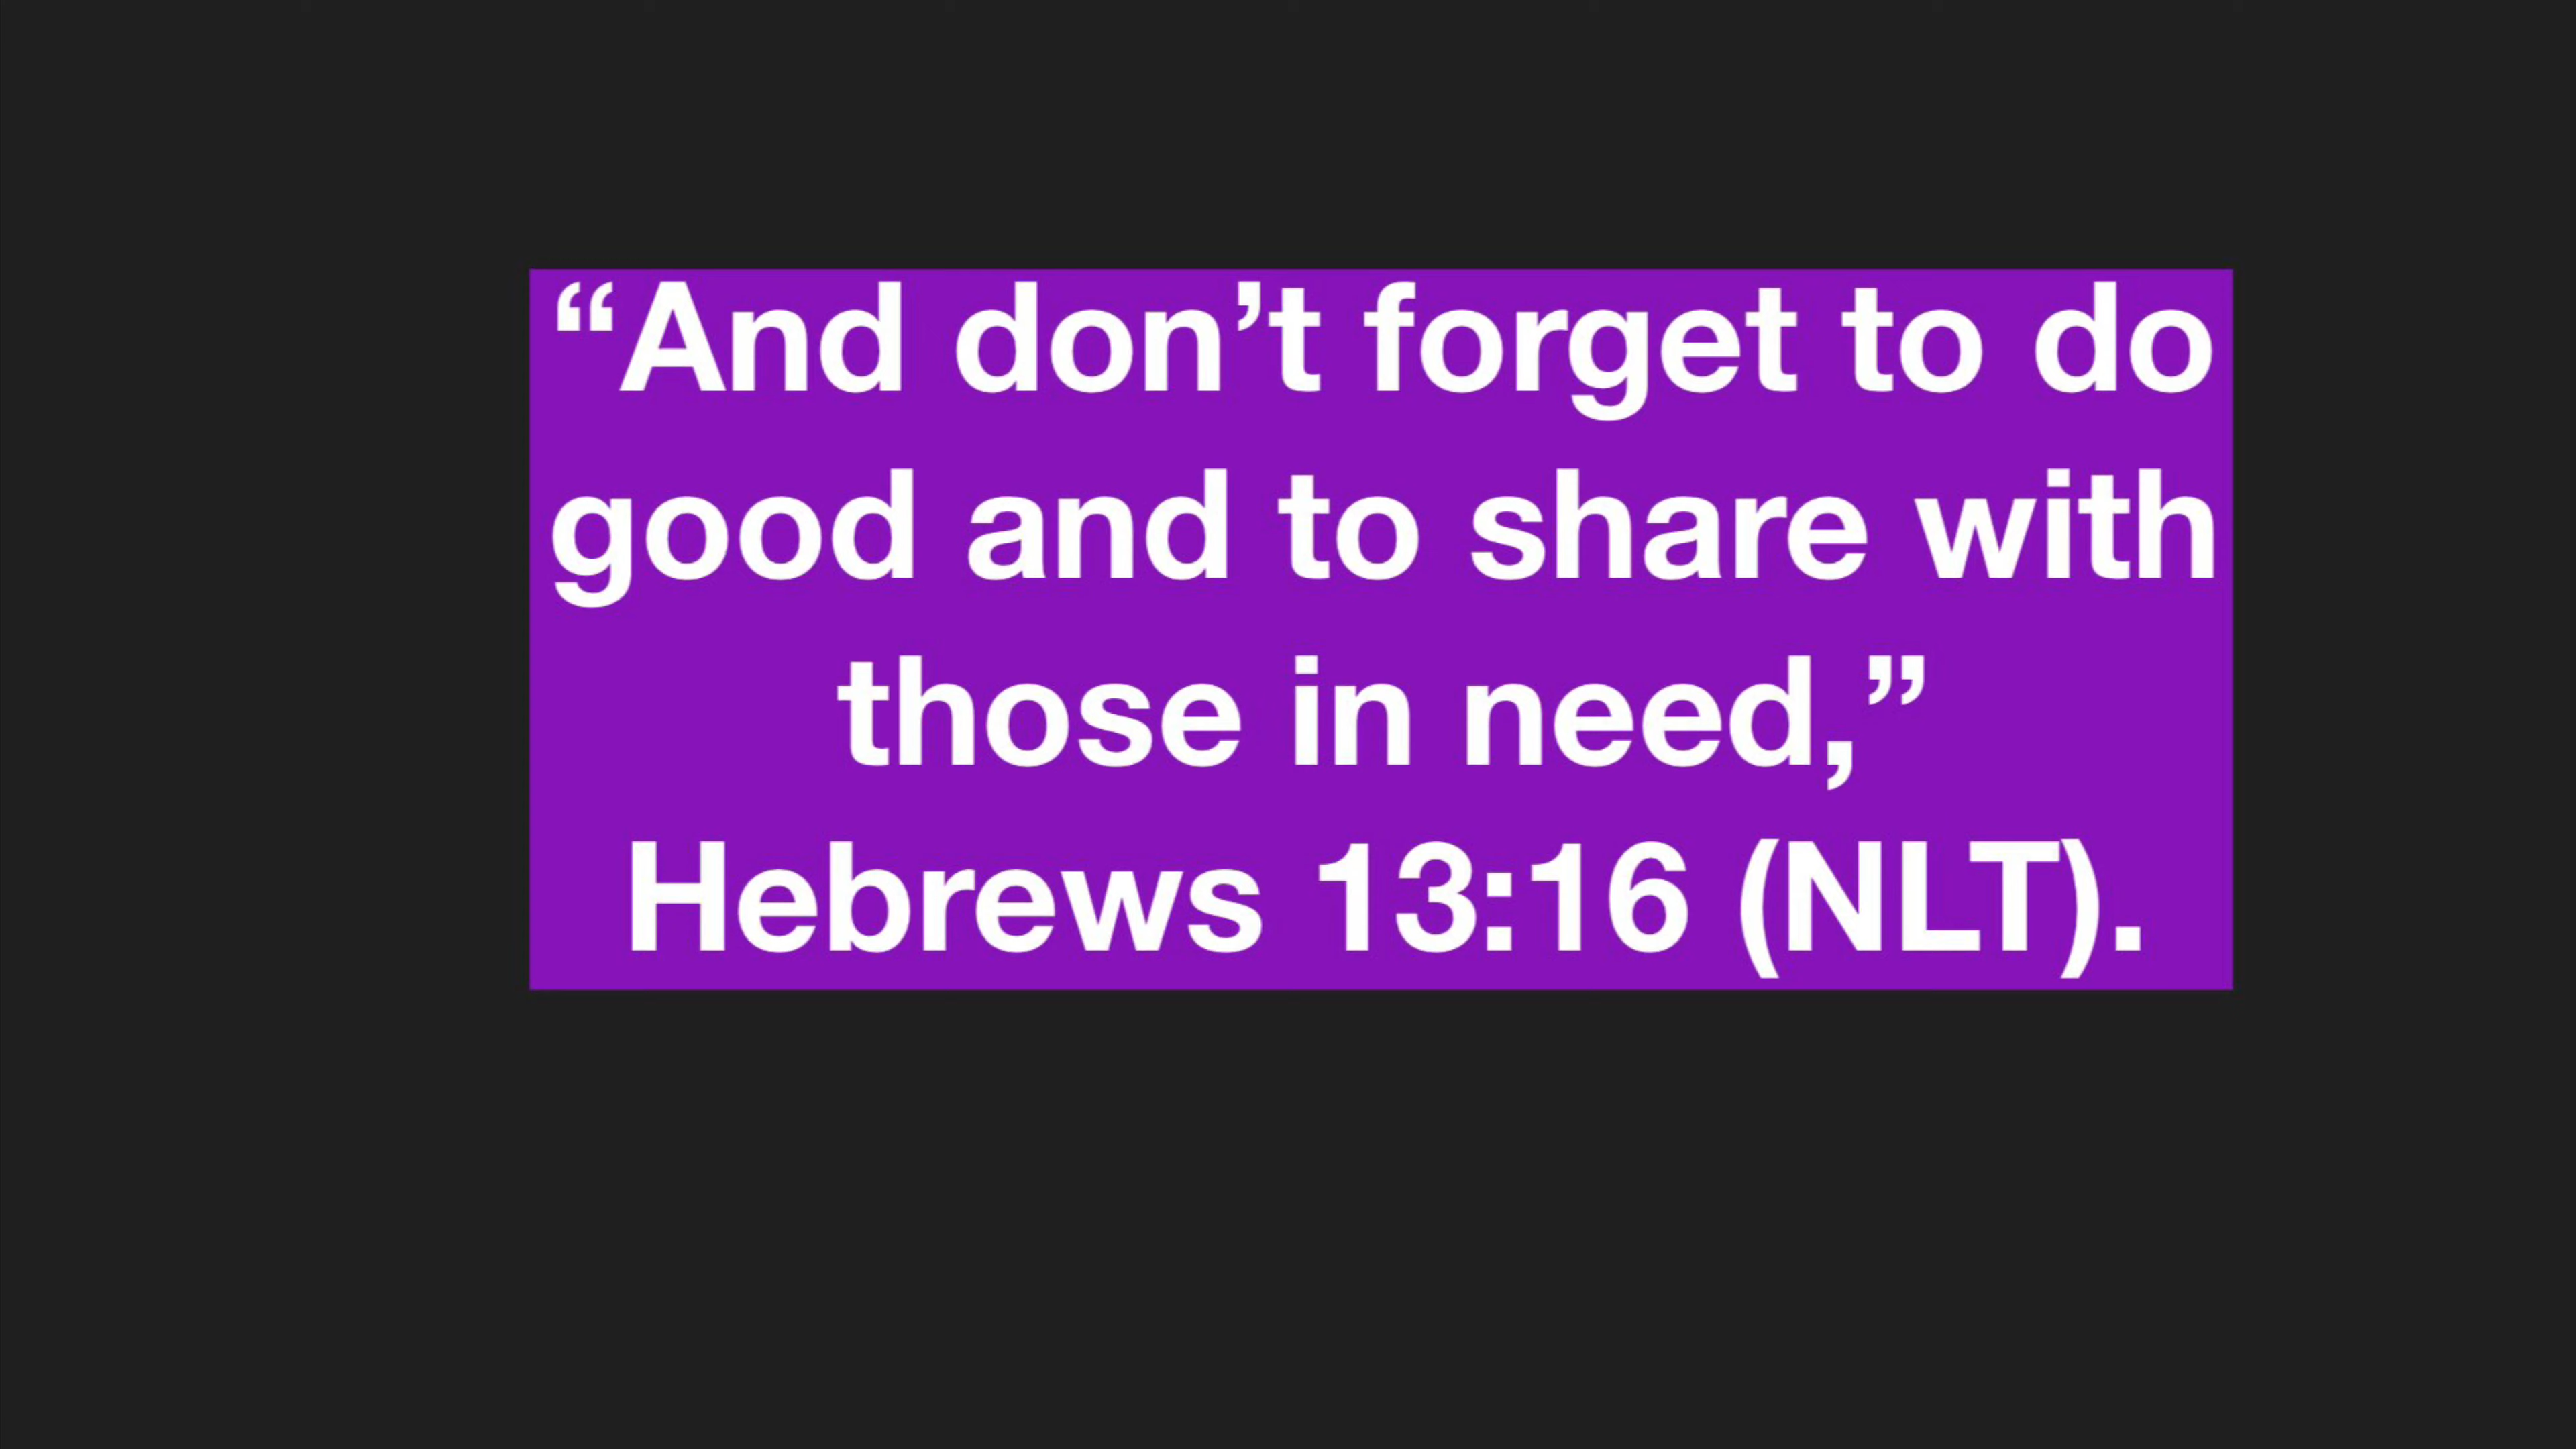 “And don’t forget to do
good and to share with
those in need,”
Hebrews 13:16 (NLT).